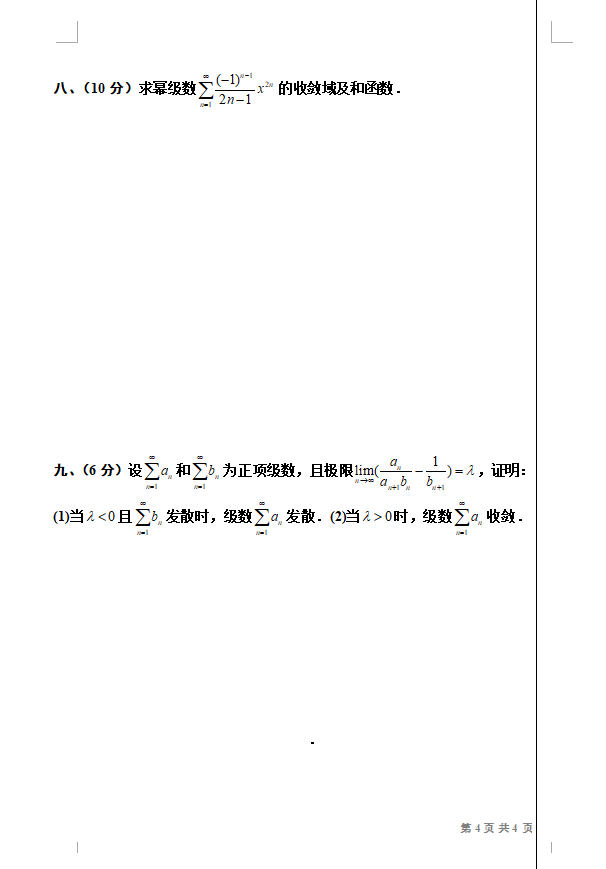 八、(10 分) 求幂级数 $\sum_{n=1}^{\infty}\frac{(-1)^{n-1}}{2n-1}x^{2n}$ 的收敛域及和函数.
九、(6 分) 设 $\sum_{n=1}^{\infty}a_n$ 和 $\sum_{n=1}^{\infty}b_n$ 为正项级数，且极限 $\lim_{n\to\infty}(\frac{a_n}{a_{n+1}b_n}-\frac{1}{b_{n+1}})=\lambda$，证明：
(1)当 $\lambda<0$ 且 $\sum_{n=1}^{\infty}b_n$ 发散时，级数 $\sum_{n=1}^{\infty}a_n$ 发散. (2)当 $\lambda>0$ 时，级数 $\sum_{n=1}^{\infty}a_n$ 收敛.
第 4 页 共 4 页